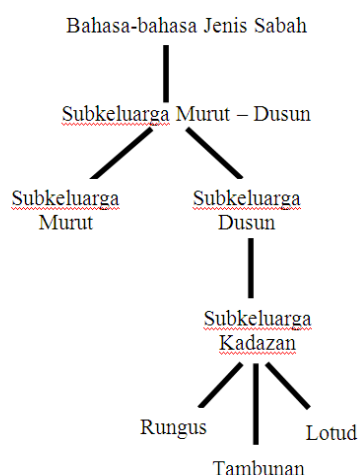 Bahasa-bahasa Jenis Sabah
Subkeluarga Murut – Dusun
Subkeluarga
Murut
Subkeluarga
Dusun
Subkeluarga
Kadazan
Rungus
Tambunan
Lotud